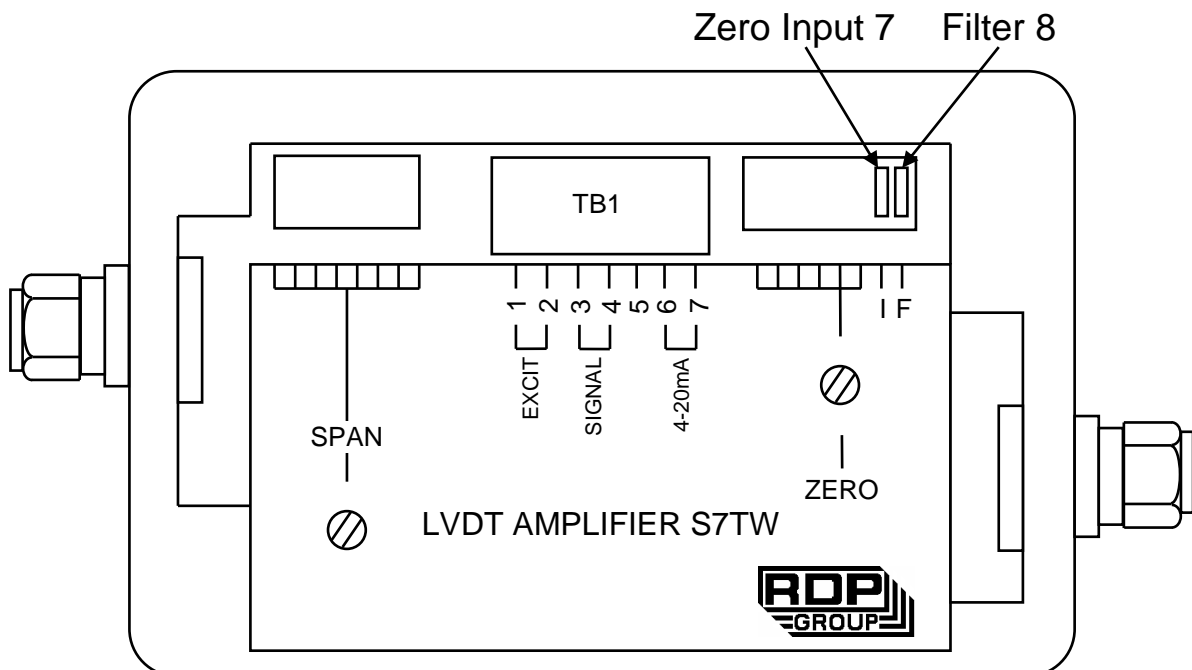 Zero Input 7 Filter 8
TB1
1 2 3 4 5 6 7
I F
EXCIT
SIGNAL
4-20mA
SPAN
ZERO
LVDT AMPLIFIER S7TW
RDP
GROUP